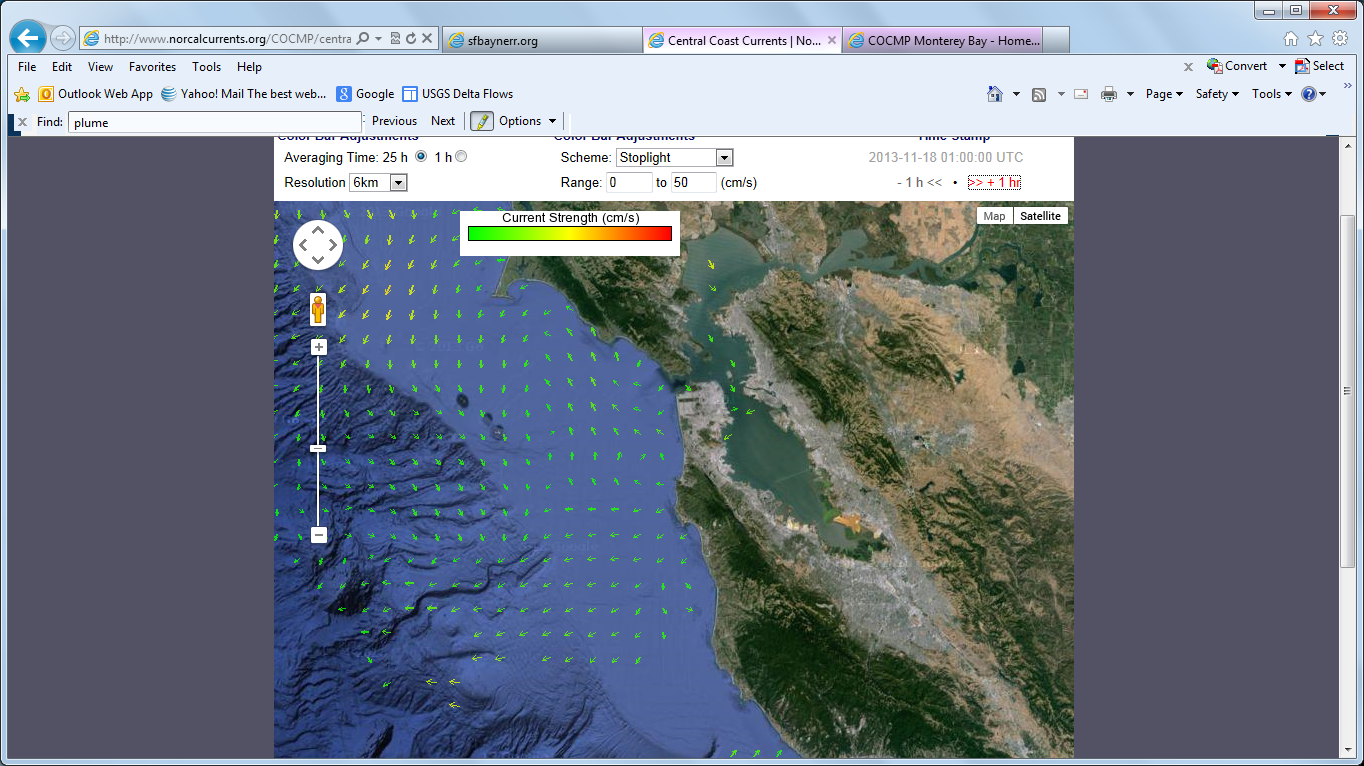 http://www.norcalcurrents.org/COCMP/centra
sfbaynerr.org
Central Coast Currents | No...
COCMP Monterey Bay - Home...
File Edit View Favorites Tools Help
Convert Select
Outlook Web App Yahoo! Mail The best web... Google USGS Delta Flows
Page Safety Tools
Find: plume Previous Next Options
Color Bar Adjustments Color Bar Adjustments Time Stamp
Averaging Time: 25 h 1 h Scheme: Stoplight 2013-11-18 01:00:00 UTC
Resolution 6km Range: 0 to 50 (cm/s) - 1 h << • >> + 1 hr
Current Strength (cm/s)
Map Satellite